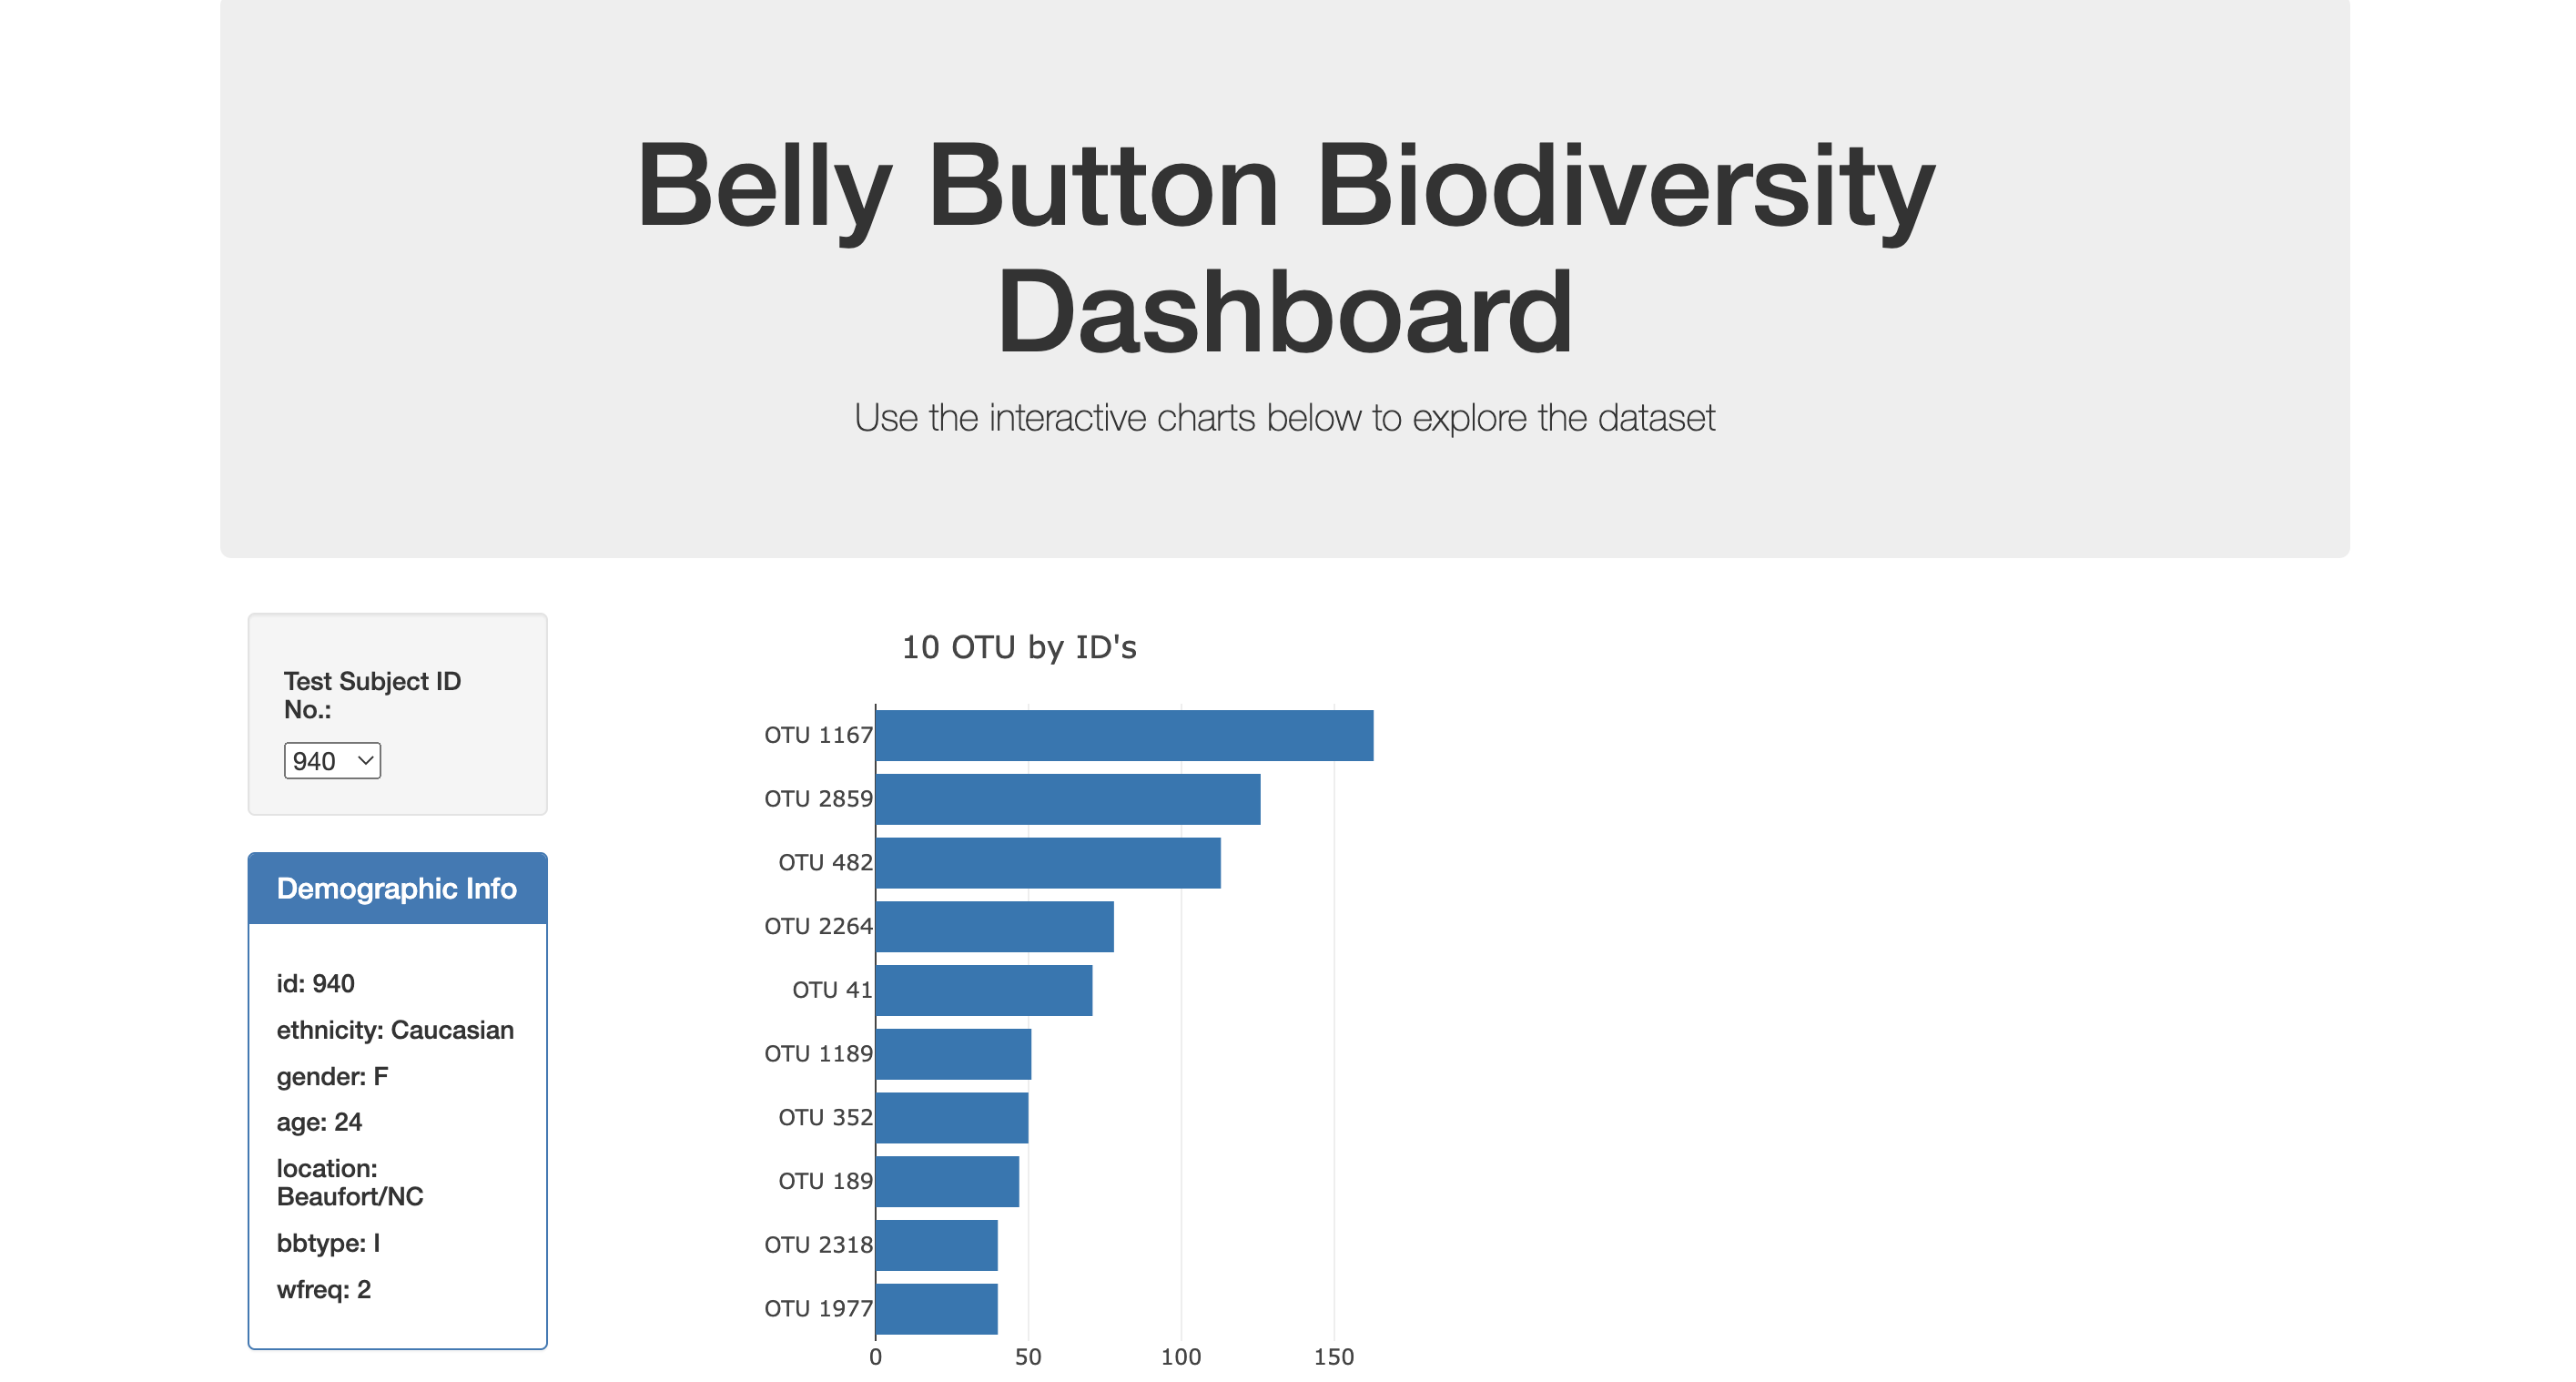 Belly Button Biodiversity
Dashboard
Use the interactive charts below to explore the dataset
Test Subject ID
No.:
940
Demographic Info
id: 940
ethnicity: Caucasian
gender: F
age: 24
location:
Beaufort/NC
bbtype: I
wfreq: 2
10 OTU by ID's
OTU 1167
OTU 2859
OTU 482
OTU 2264
OTU 41
OTU 1189
OTU 352
OTU 189
OTU 2318
OTU 1977
0 50 100 150